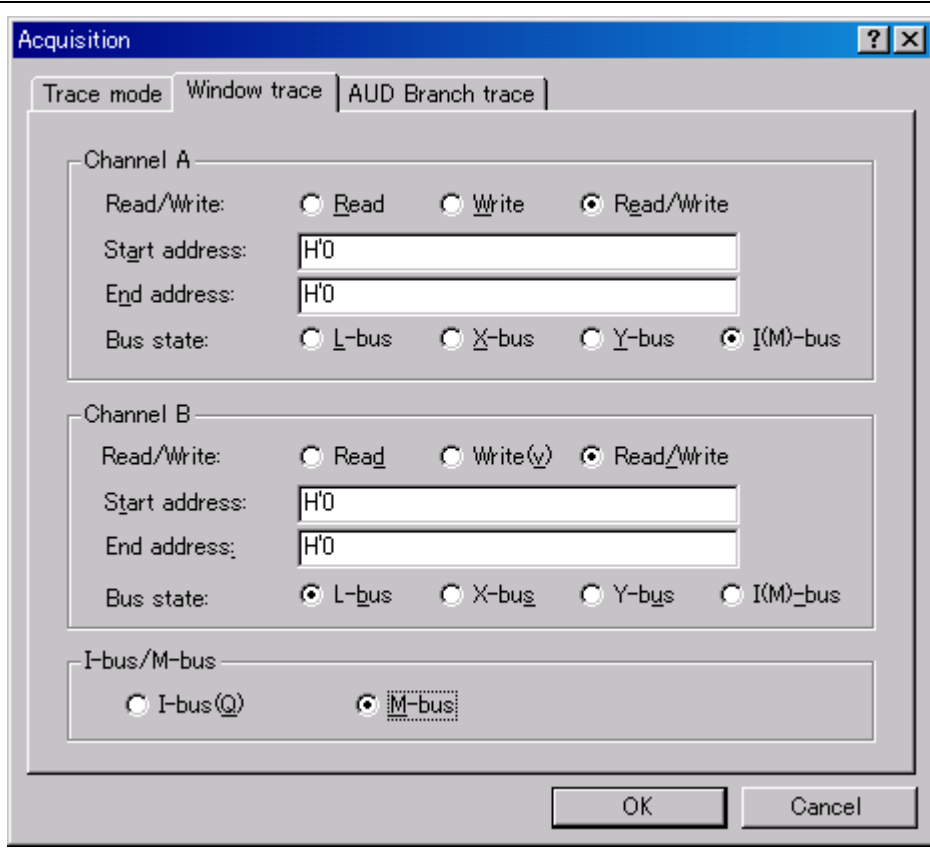 Acquisition
Trace mode Window trace AUD Branch trace
Channel A
Read/Write: Read Write Read/Write
Start address: H'0
End address: H'0
Bus state: L-bus X-bus Y-bus I(M)-bus
Channel B
Read/Write: Read Write(v) Read/Write
Start address: H'0
End address: H'0
Bus state: L-bus X-bus Y-bus I(M)-bus
I-bus/M-bus
I-bus(Q) M-bus
OK Cancel